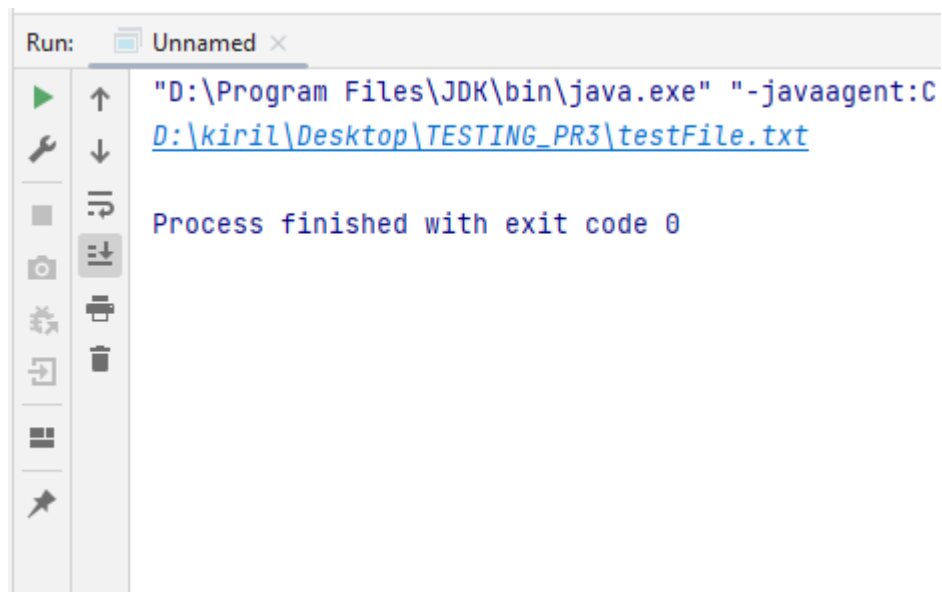 Run: Unnamed
"D:\Program Files\JDK\bin\java.exe" "-javaagent:C
D:\kiril\Desktop\TESTING_PR3\testFile.txt
Process finished with exit code 0